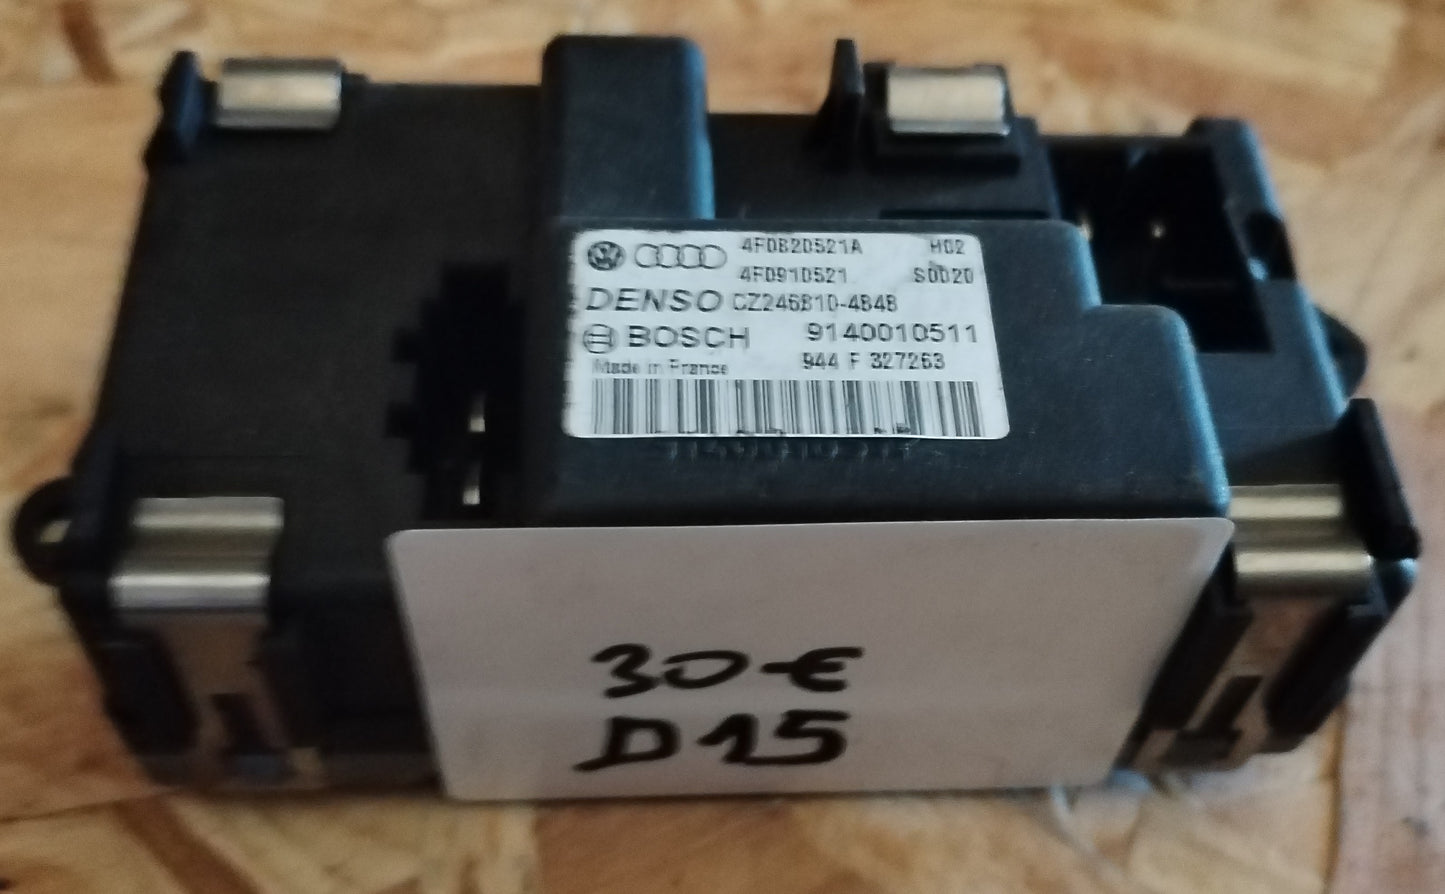 4F0820521A H02
4F0910521 S0020
DENSO CZ246810-4848
BOSCH 9140010511
Made in France 944 F 327263
30 €
D15